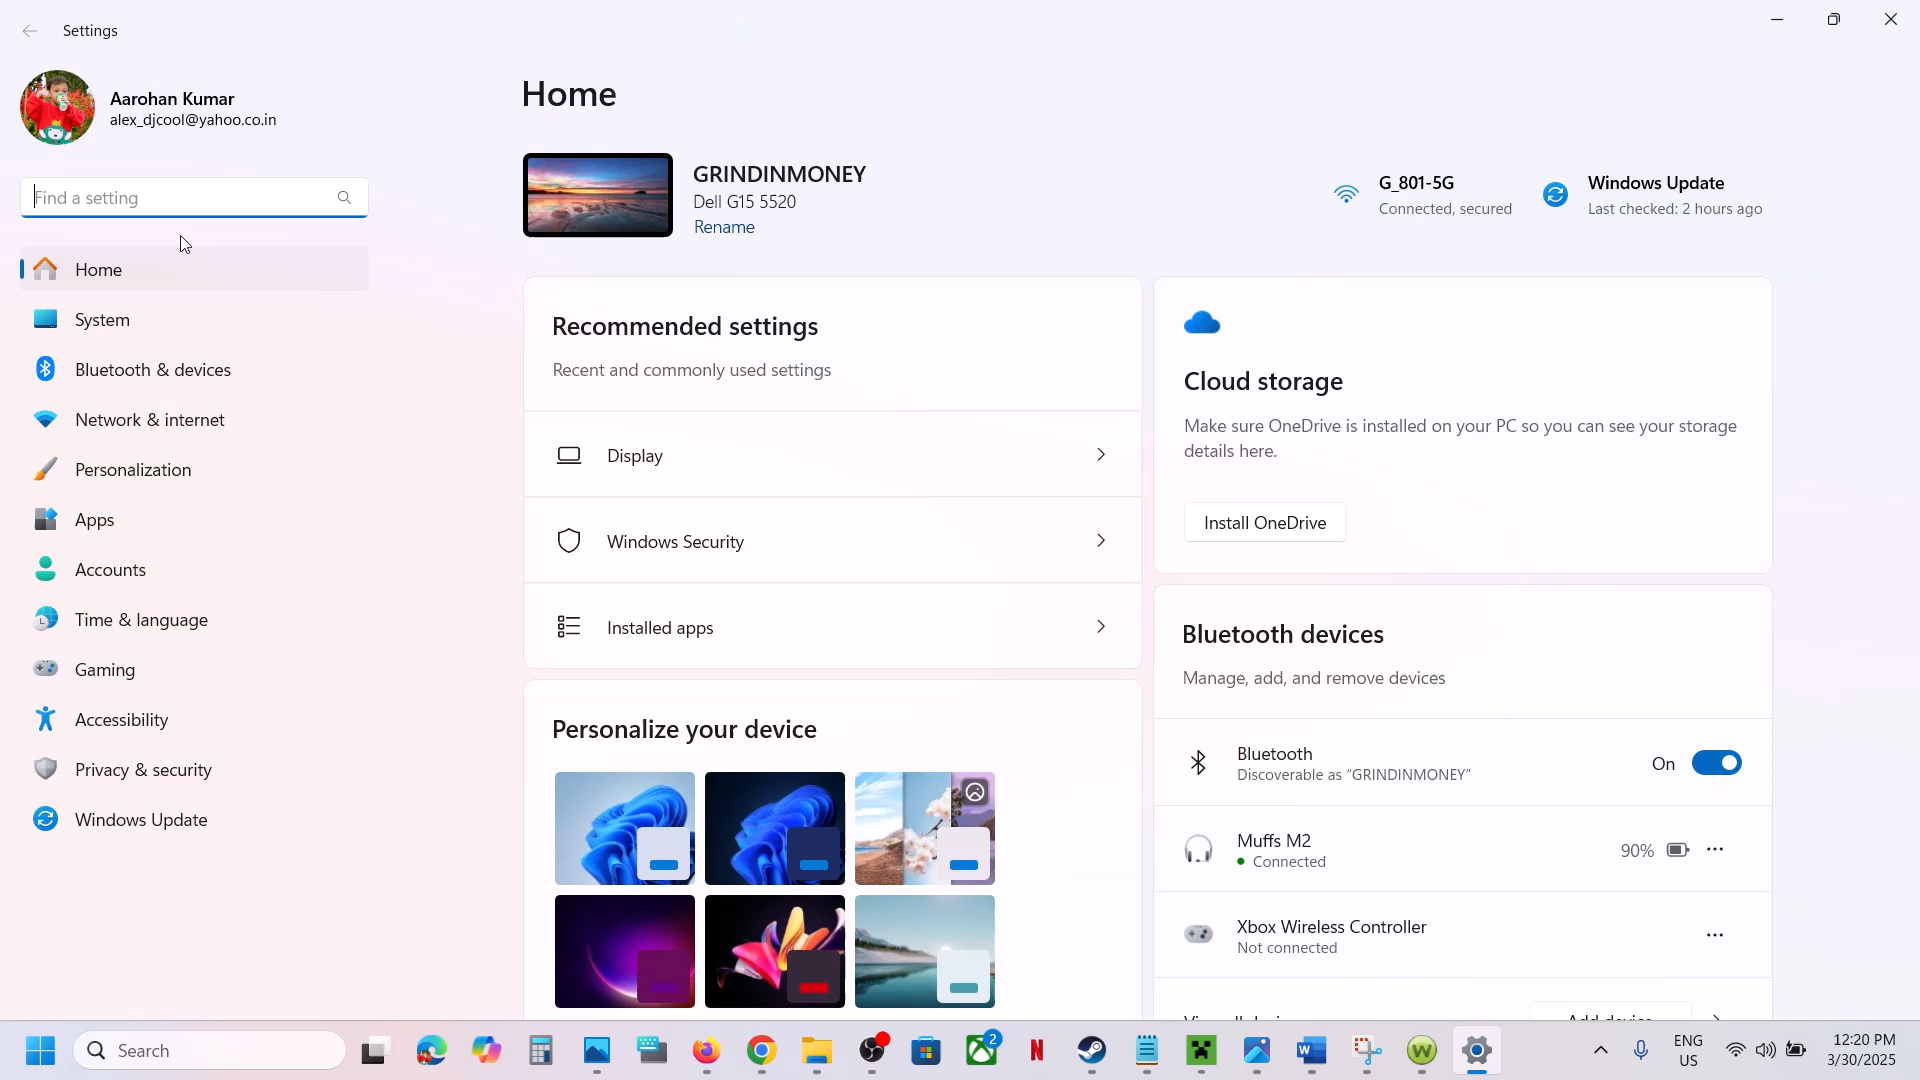 Settings
Aarohan Kumar
alex_djcool@yahoo.co.in
Find a setting
Home
System
Bluetooth & devices
Network & internet
Personalization
Apps
Accounts
Time & language
Gaming
Accessibility
Privacy & security
Windows Update
Home
GRINDINMONEY
Dell G15 5520
Rename
G_801-5G
Connected, secured
Windows Update
Last checked: 2 hours ago
Recommended settings
Recent and commonly used settings
Display
Windows Security
Installed apps
Personalize your device
Cloud storage
Make sure OneDrive is installed on your PC so you can see your storage
details here.
Install OneDrive
Bluetooth devices
Manage, add, and remove devices
Bluetooth
Discoverable as “GRINDINMONEY”
On
Muffs M2
Connected
90%
Xbox Wireless Controller
Not connected
Add device
Search
2
N
W
W
ENG
US
12:20 PM
3/30/2025